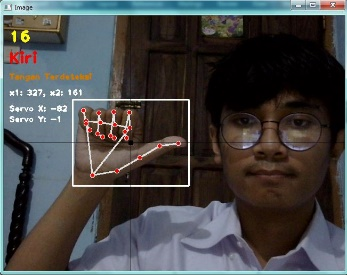 Image
16
Kiri
Tangan Terdeteksi
x1: 327, x2: 161
Servo X: -82
Servo Y: -1